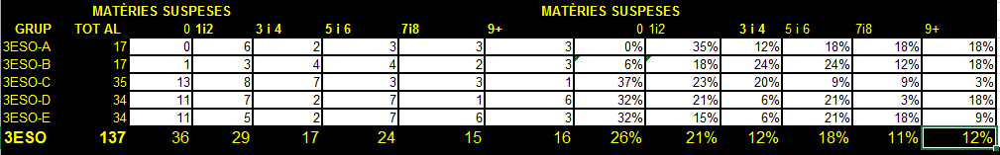 MATÈRIES SUSPESES MATÈRIES SUSPESES
GRUP TOT AL 0 1i2 3 i 4 5 i 6 7i8 9+ 0 1i2 3 i 4 5 i 6 7i8 9+
3ESO-A 17 0 6 2 3 3 3 0% 35% 12% 18% 18% 18%
3ESO-B 17 1 3 4 4 2 3 6% 18% 24% 24% 12% 18%
3ESO-C 35 13 8 7 3 3 1 37% 23% 20% 9% 9% 3%
3ESO-D 34 11 7 2 7 1 6 32% 21% 6% 21% 3% 18%
3ESO-E 34 11 5 2 7 6 3 32% 15% 6% 21% 18% 9%
3ESO 137 36 29 17 24 15 16 26% 21% 12% 18% 11% 12%